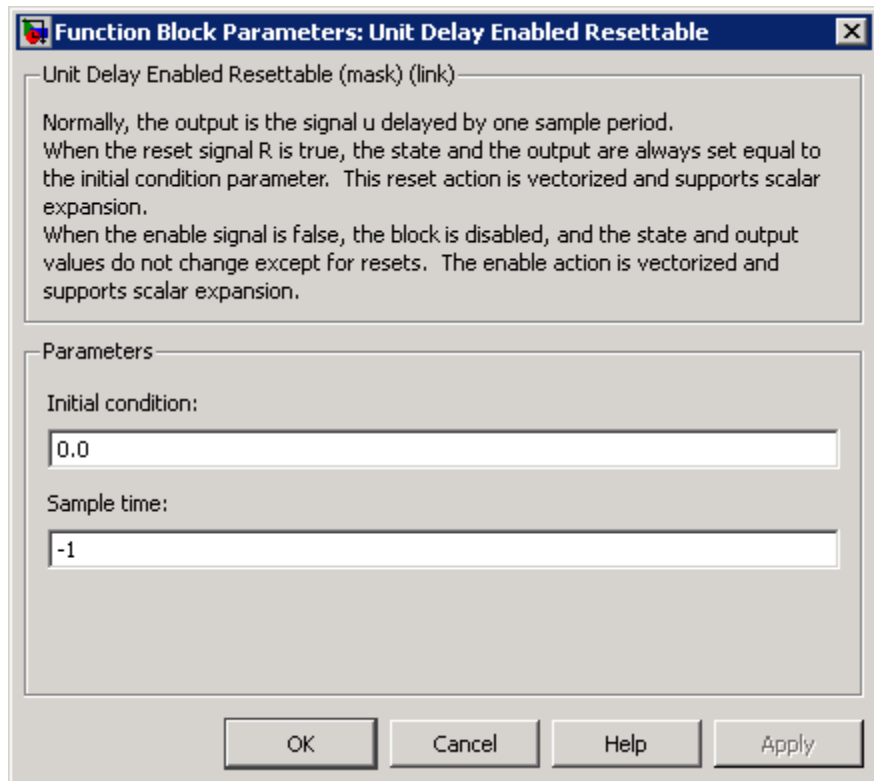 Function Block Parameters: Unit Delay Enabled Resettable
Unit Delay Enabled Resettable (mask) (link)
Normally, the output is the signal u delayed by one sample period.
When the reset signal R is true, the state and the output are always set equal to
the initial condition parameter.  This reset action is vectorized and supports scalar
expansion.
When the enable signal is false, the block is disabled, and the state and output
values do not change except for resets.  The enable action is vectorized and
supports scalar expansion.
Parameters
Initial condition:
0.0
Sample time:
-1
OK Cancel Help Apply